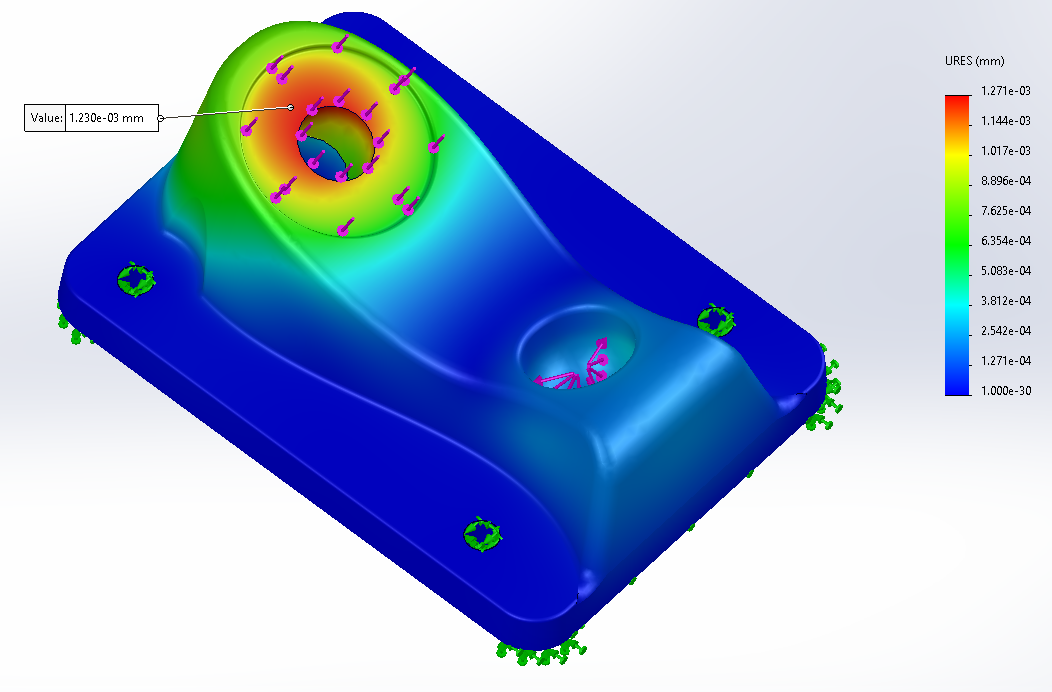 URES (mm)
1.271e-03
1.144e-03
1.017e-03
8.896e-04
7.625e-04
6.354e-04
5.083e-04
3.812e-04
2.542e-04
1.271e-04
1.000e-30
Value: 1.230e-03 mm